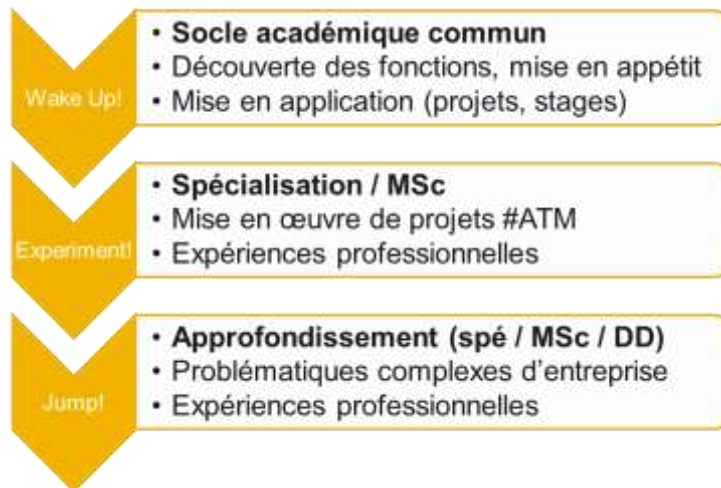 Wake Up!
• Socle académique commun
• Découverte des fonctions, mise en appétit
• Mise en application (projets, stages)
Experiment!
• Spécialisation / MSc
• Mise en œuvre de projets #ATM
• Expériences professionnelles
Jump!
• Approfondissement (spé / MSc / DD)
• Problématiques complexes d'entreprise
• Expériences professionnelles